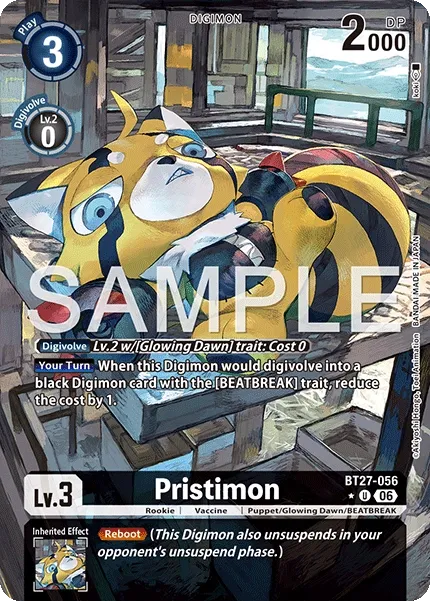 DIGIMON
Play
3
DP
2000
Digivolve
Lv.2
0
koki
SAMPLE
©Akiyoshi Hongo, Toei Animation BANDAI MADE IN JAPAN
Digivolve Lv.2 w/[Glowing Dawn] trait: Cost 0
Your Turn When this Digimon would digivolve into a
black Digimon card with the [BEATBREAK] trait, reduce
the cost by 1.
BT27-056
Lv.3 Pristimon
U 06
Rookie | Vaccine | Puppet/Glowing Dawn/BEATBREAK
Inherited Effect
Reboot (This Digimon also unsuspends in your
opponent's unsuspend phase.)